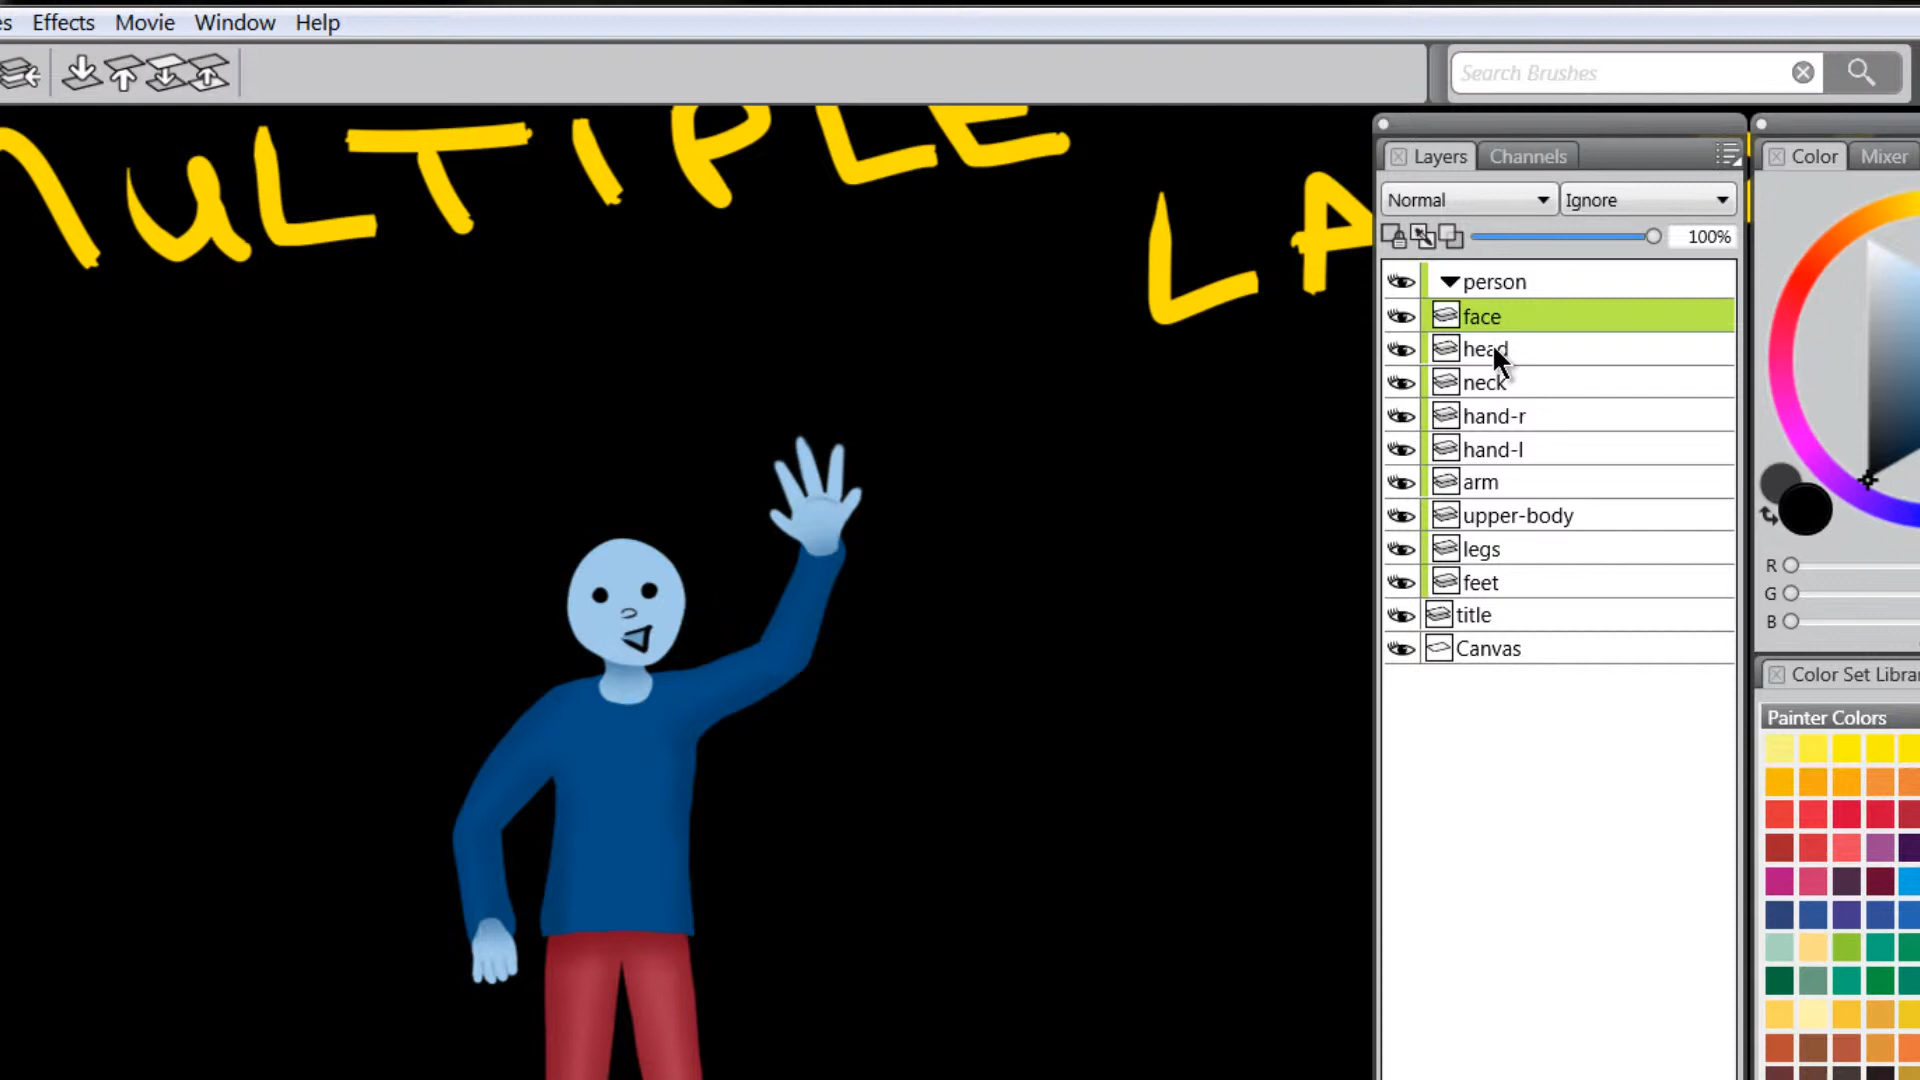 es Effects Movie Window Help
Search Brushes
MULTIPLE
LA
Layers Channels
Color Mixer
Normal Ignore
100%
person
face
head
neck
hand-r
hand-l
arm
upper-body
legs
feet
title
Canvas
R
G
B
Color Set Librar
Painter Colors